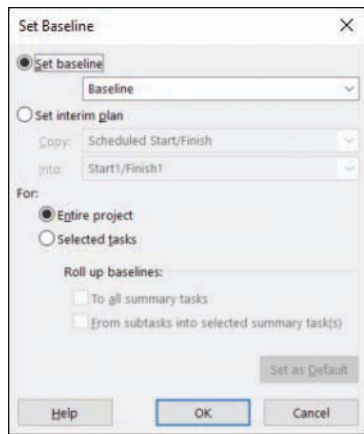 Set Baseline
Set baseline
Baseline
Set interim plan
Copy: Scheduled Start/Finish
Into: Start1/Finish1
For:
Entire project
Selected tasks
Roll up baselines:
To all summary tasks
From subtasks into selected summary task(s)
Set as Default
Help OK Cancel